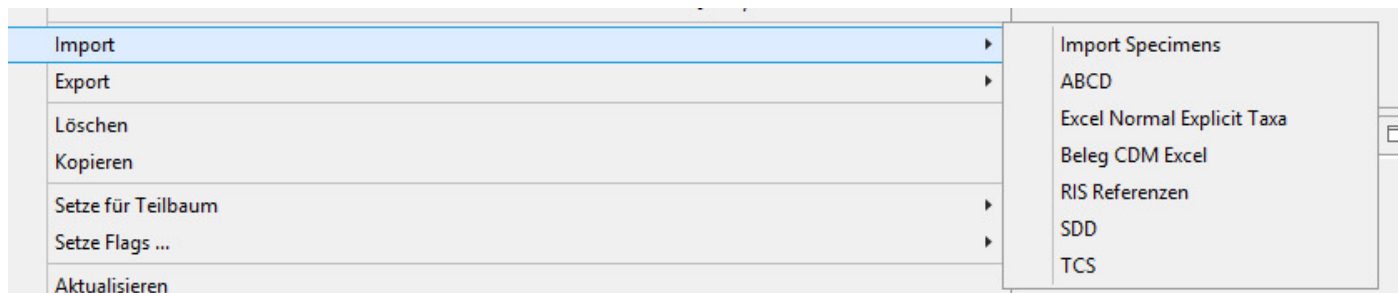 Import
Export
Löschen
Kopieren
Setze für Teilbaum
Setze Flags ...
Aktualisieren
Import Specimens
ABCD
Excel Normal Explicit Taxa
Beleg CDM Excel
RIS Referenzen
SDD
TCS